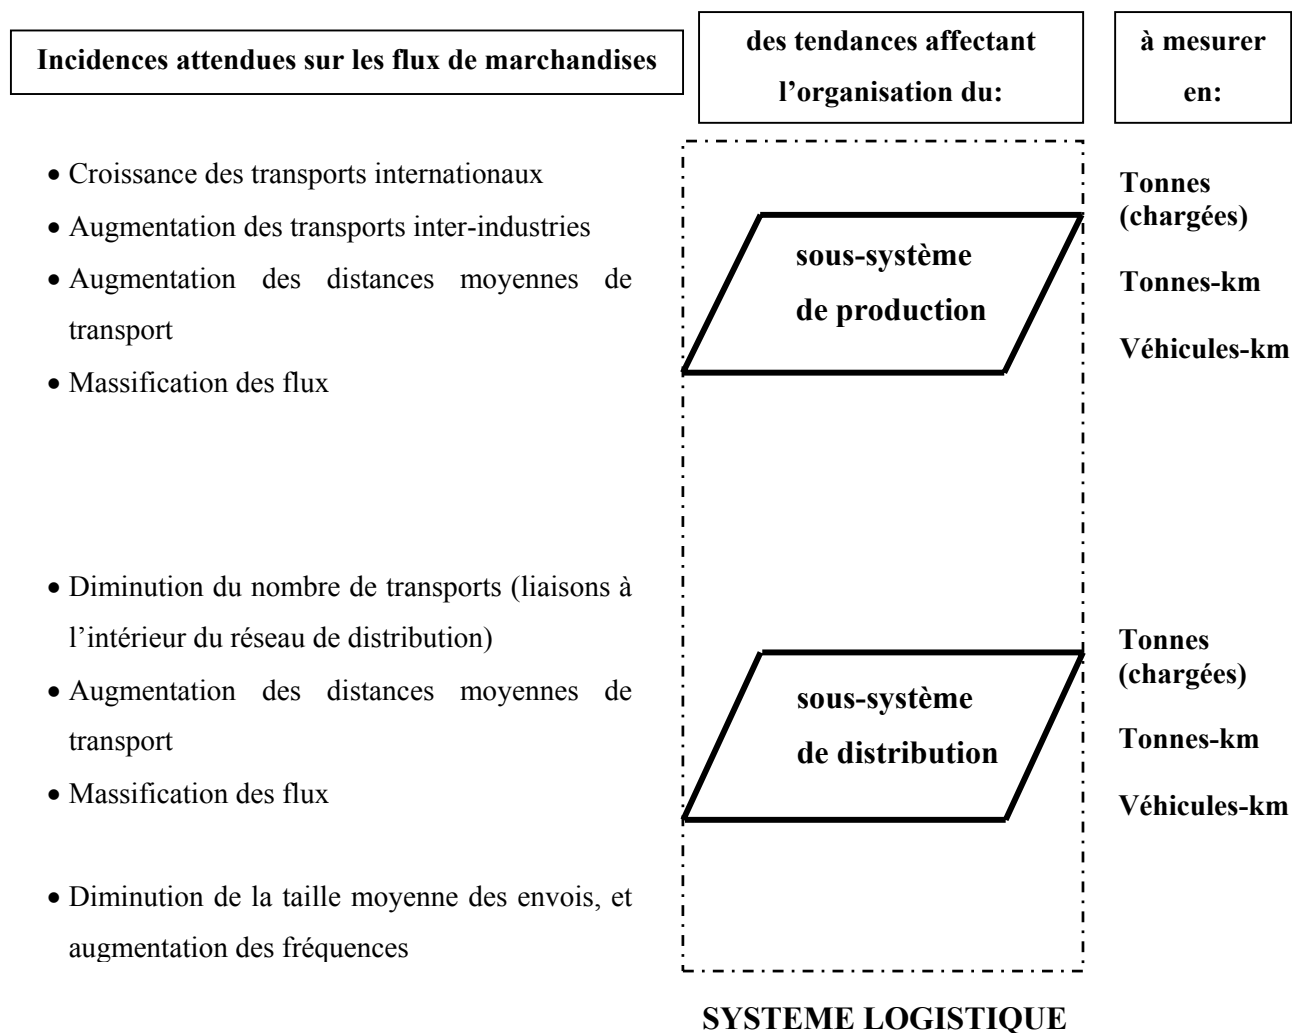 Incidences attendues sur les flux de marchandises
des tendances affectant
l’organisation du:
à mesurer
en:
• Croissance des transports internationaux
• Augmentation des transports inter-industries
• Augmentation des distances moyennes de
transport
• Massification des flux
sous-système
de production
Tonnes
(chargées)
Tonnes-km
Véhicules-km
• Diminution du nombre de transports (liaisons à
l’intérieur du réseau de distribution)
• Augmentation des distances moyennes de
transport
• Massification des flux
• Diminution de la taille moyenne des envois, et
augmentation des fréquences
sous-système
de distribution
Tonnes
(chargées)
Tonnes-km
Véhicules-km
SYSTEME LOGISTIQUE